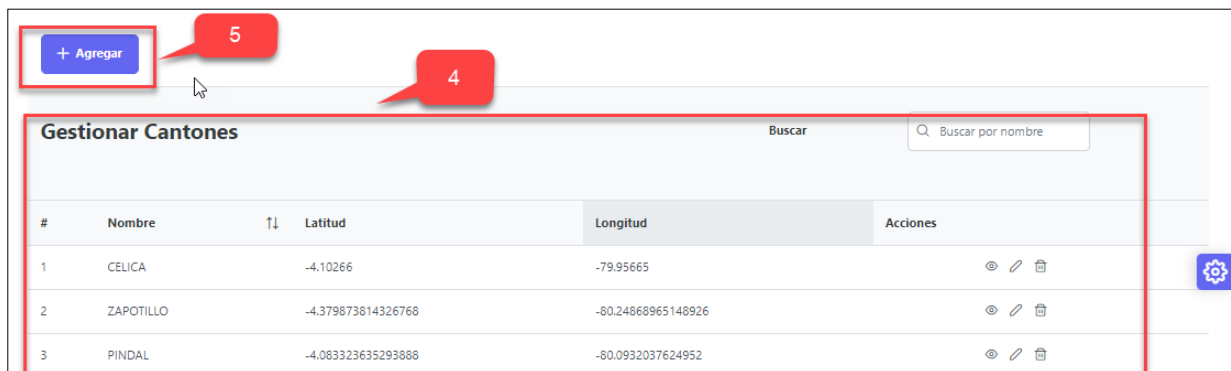 5
+ Agregar
4
Gestionar Cantones Buscar Buscar por nombre
# Nombre Latitud Longitud Acciones
1 CELICA -4.10266 -79.95665
2 ZAPOTILLO -4.379873814326768 -80.24868965148926
3 PINDAL -4.083323635293888 -80.0932037624952